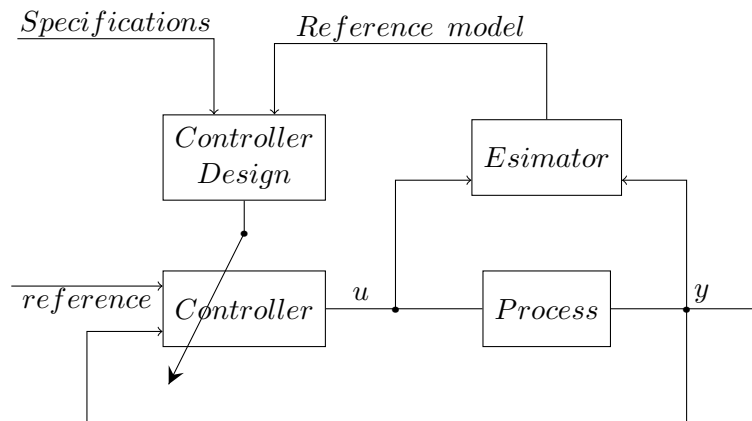 Specifications
Reference model
Controller
Design
Esimator
reference
Controller
u
Process
y